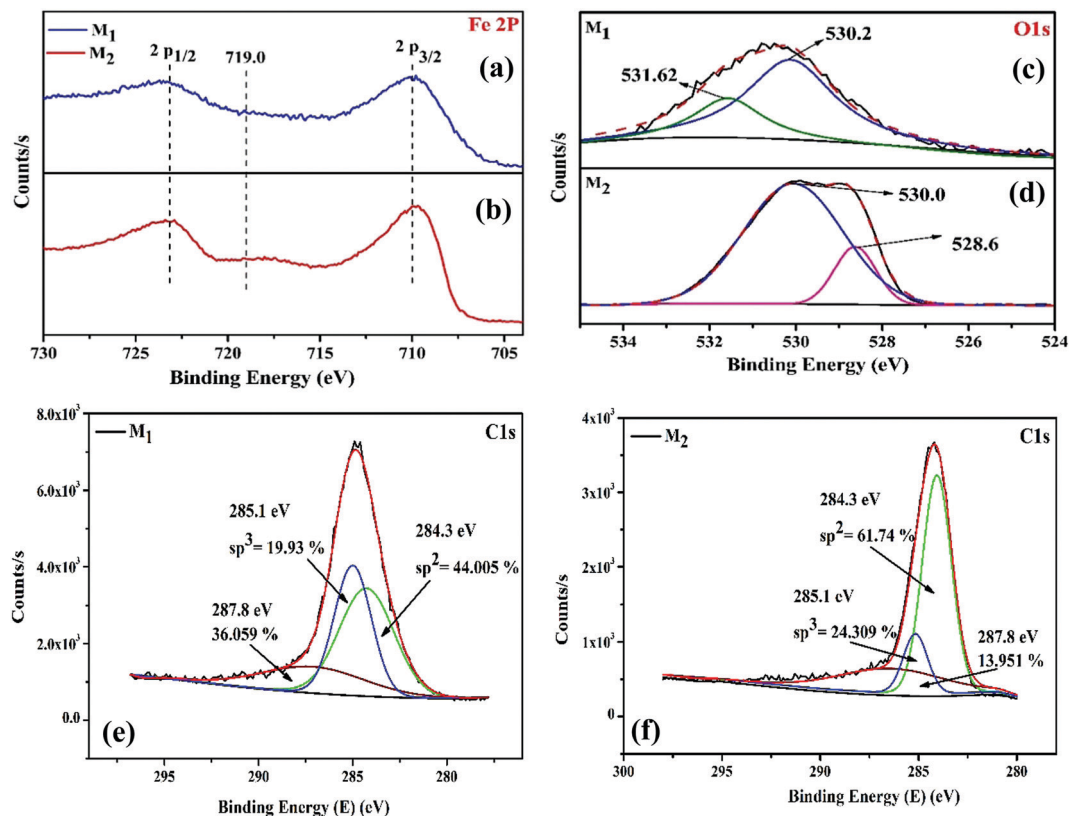 Fe 2P
M1
M2
2 p1/2
719.0
2 p3/2
(a)
(b)
Counts/s
730 725 720 715 710 705
Binding Energy (eV)
M1
O1s
530.2
531.62
(c)
M2
530.0
(d)
528.6
Counts/s
534 532 530 528 526 524
Binding Energy (eV)
8.0x10³
6.0x10³
4.0x10³
2.0x10³
0.0
Counts/s
M1
C1s
285.1 eV
sp³= 19.93 %
284.3 eV
sp²= 44.005 %
287.8 eV
36.059 %
(e)
295 290 285 280
Binding Energy (E) (eV)
4x10³
3x10³
2x10³
1x10³
0
Counts/s
M2
C1s
284.3 eV
sp²= 61.74 %
285.1 eV
sp³= 24.309 %
287.8 eV
13.951 %
(f)
300 295 290 285 280
Binding Energy (E) (eV)